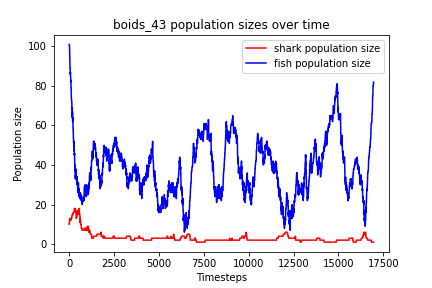 boids_43 population sizes over time
shark population size
fish population size
Population size
100
80
60
40
20
0
0 2500 5000 7500 10000 12500 15000 17500
Timesteps